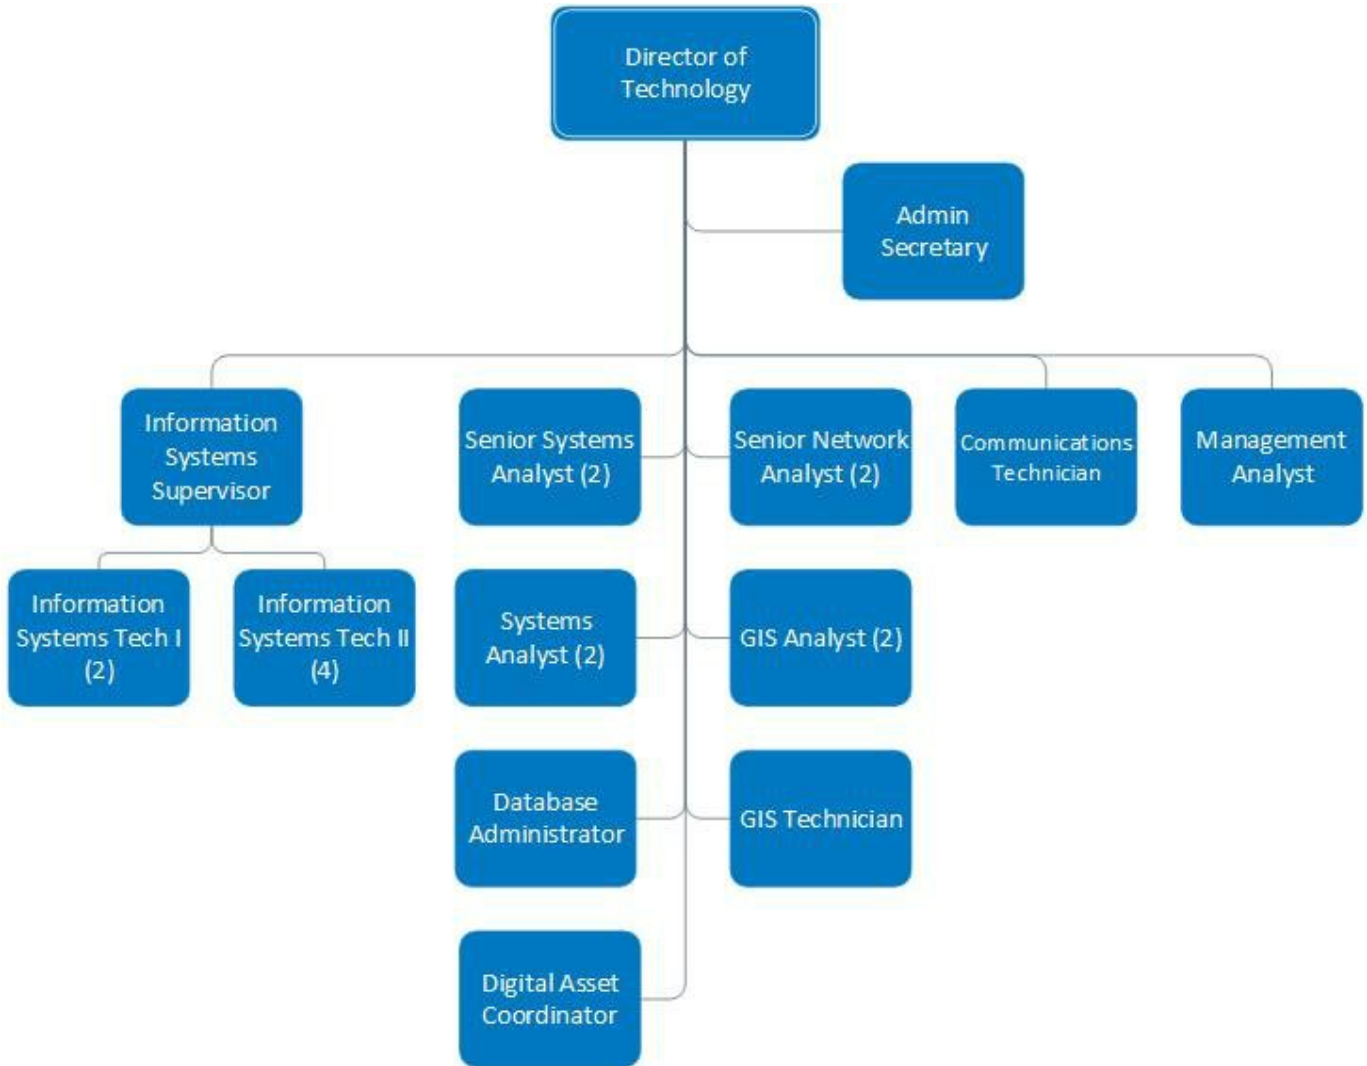 Director of
Technology
Admin
Secretary
Information
Systems
Supervisor
Senior Systems
Analyst (2)
Senior Network
Analyst (2)
Communications
Technician
Management
Analyst
Information
Systems Tech I
(2)
Information
Systems Tech II
(4)
Systems
Analyst (2)
GIS Analyst (2)
Database
Administrator
GIS Technician
Digital Asset
Coordinator